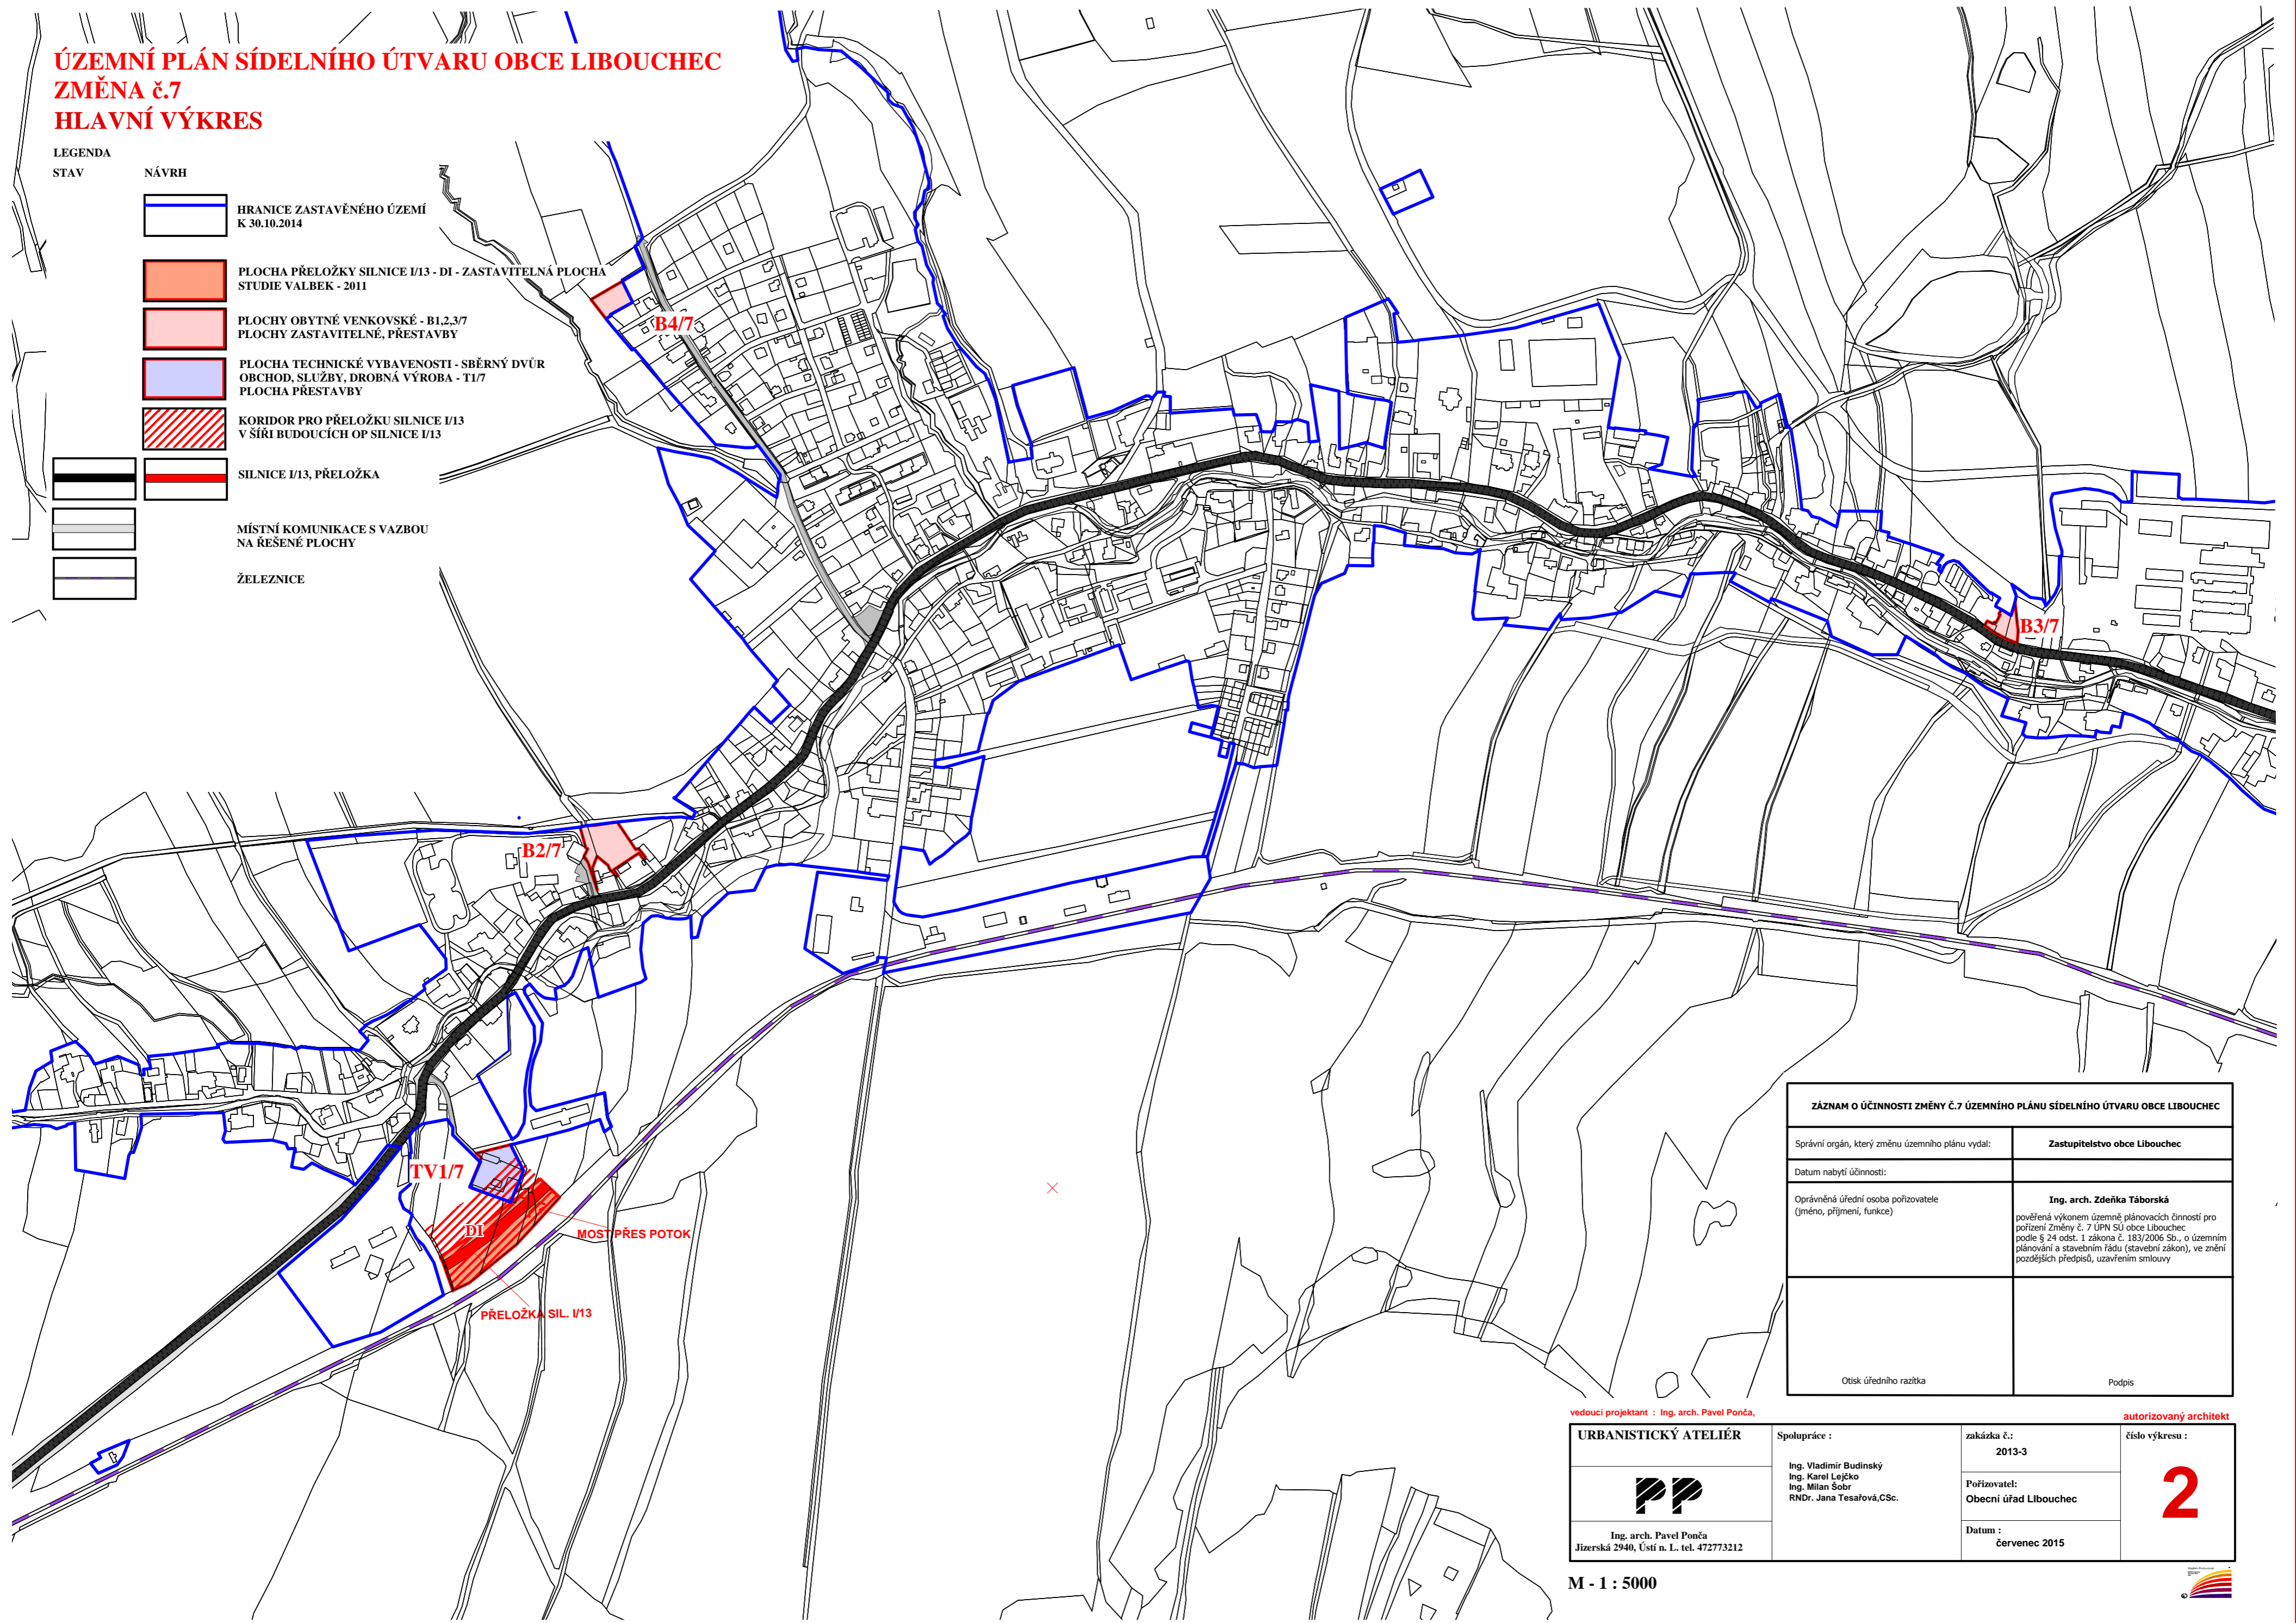 ÚZEMNÍ PLÁN SÍDELNÍHO ÚTVARU OBCE LIBOUCHEC
ZMĚNA č.7
HLAVNÍ VÝKRES
LEGENDA
STAV NÁVRH
HRANICE ZASTAVĚNÉHO ÚZEMÍ
K 30.10.2014
PLOCHA PŘELOŽKY SILNICE I/13 - DI - ZASTAVITELNÁ PLOCHA
STUDIE VALBEK - 2011
PLOCHY OBYTNÉ VENKOVSKÉ - B1,2,3/7
PLOCHY ZASTAVITELNÉ, PŘESTAVBY
PLOCHA TECHNICKÉ VYBAVENOSTI - SBĚRNÝ DVŮR
OBCHOD, SLUŽBY, DROBNÁ VÝROBA - T1/7
PLOCHA PŘESTAVBY
KORIDOR PRO PŘELOŽKU SILNICE I/13
V ŠÍŘI BUDOUCÍCH OP SILNICE I/13
SILNICE I/13, PŘELOŽKA
MÍSTNÍ KOMUNIKACE S VAZBOU
NA ŘEŠENÉ PLOCHY
ŽELEZNICE
B4/7
B3/7
B2/7
TV1/7
DI
MOST PŘES POTOK
PŘELOŽKA SIL. I/13
ZÁZNAM O ÚČINNOSTI ZMĚNY Č.7 ÚZEMNÍHO PLÁNU SÍDELNÍHO ÚTVARU OBCE LIBOUCHEC
Správní orgán, který změnu územního plánu vydal:
Zastupitelstvo obce Libouchec
Datum nabytí účinnosti:
Oprávněná úřední osoba pořizovatele
(jméno, příjmení, funkce)
Ing. arch. Zdeňka Táborská
pověřená výkonem územně plánovacích činností pro
pořízení Změny č. 7 ÚPN SÚ obce Libouchec
podle § 24 odst. 1 zákona č. 183/2006 Sb., o územním
plánování a stavebním řádu (stavební zákon), ve znění
pozdějších předpisů, uzavřením smlouvy
Otisk úředního razítka
Podpis
vedoucí projektant : Ing. arch. Pavel Ponča,
autorizovaný architekt
URBANISTICKÝ ATELIÉR
PP
Ing. arch. Pavel Ponča
Jizerská 2940, Ústí n. L. tel. 472773212
Spolupráce :
Ing. Vladimír Budinský
Ing. Karel Lejčko
Ing. Milan Šobr
RNDr. Jana Tesařová,CSc.
zakázka č.:
2013-3
Pořizovatel:
Obecní úřad LIbouchec
Datum :
červenec 2015
číslo výkresu :
2
M - 1 : 5000